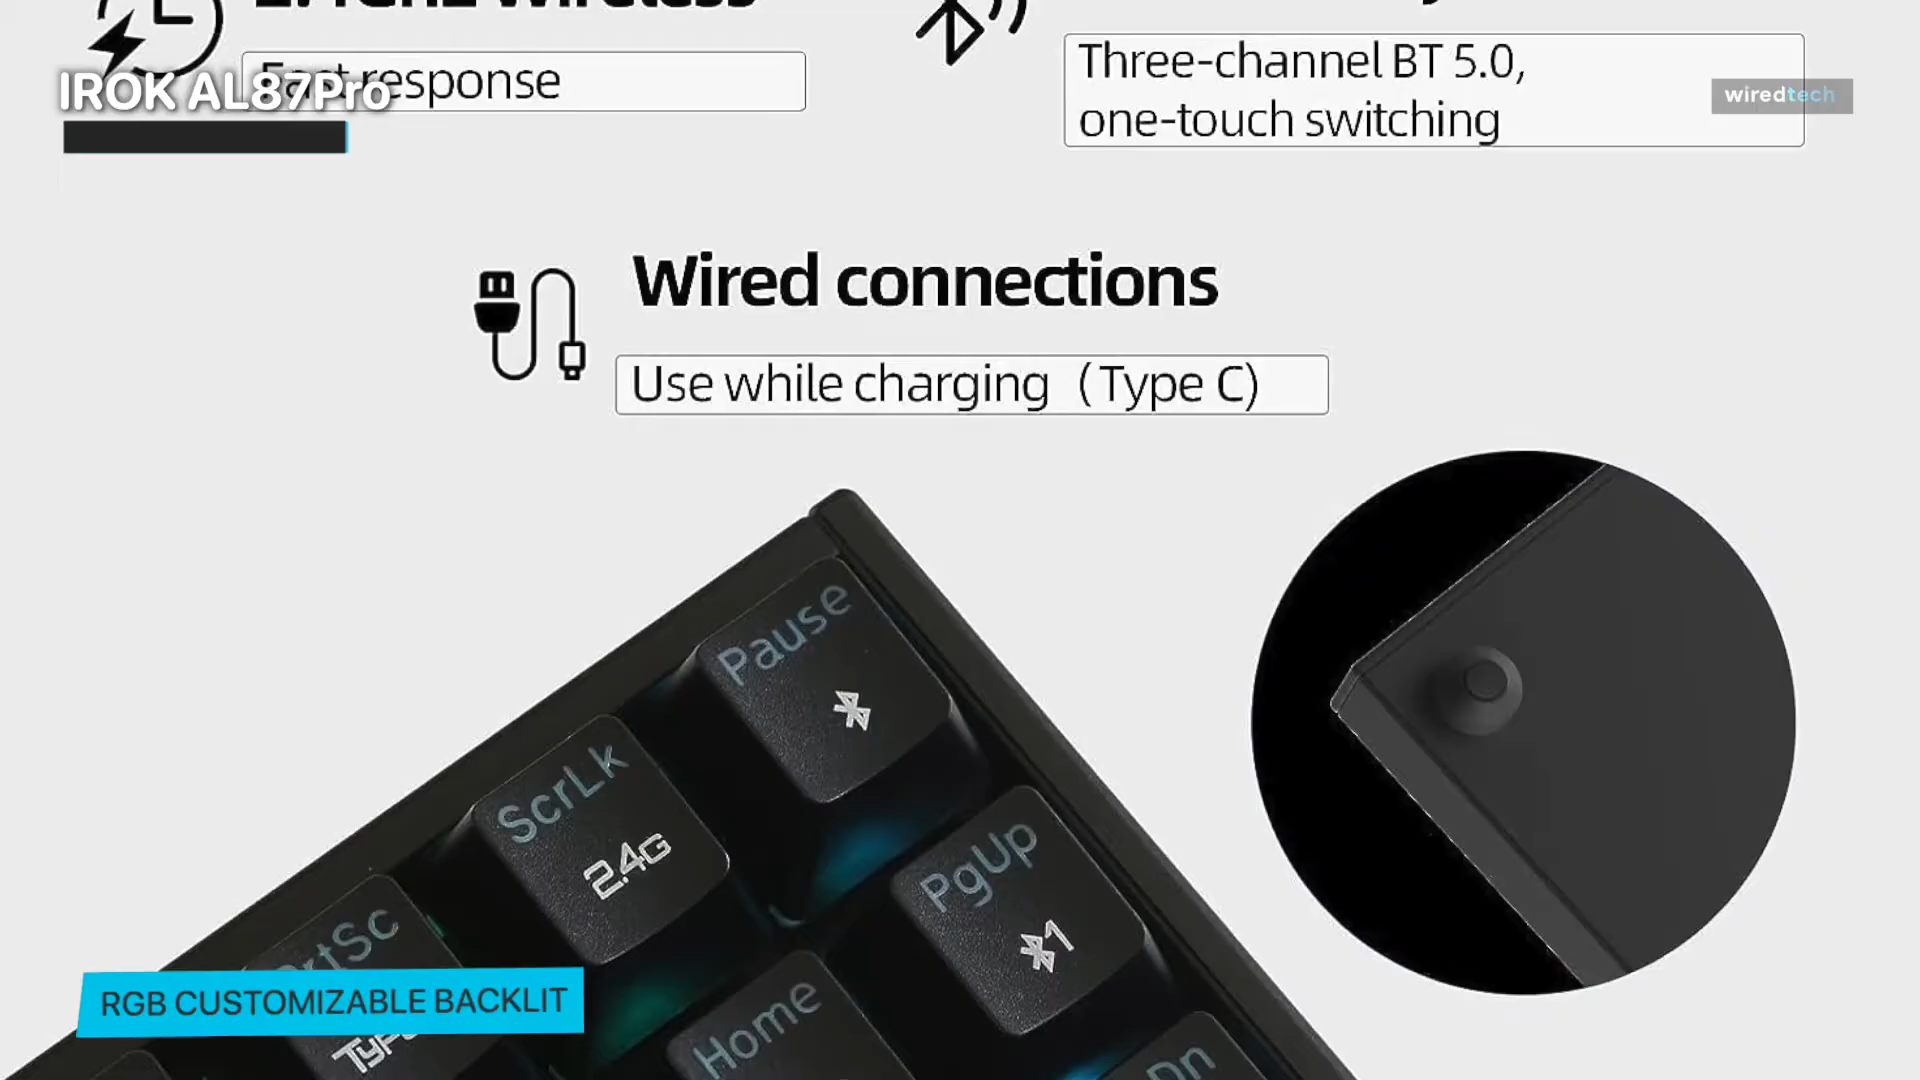 Fast response
IROK AL87Pro
Three-channel BT 5.0,
one-touch switching
wiredtech
Wired connections
Use while charging（Type C)
Pause
ScrLk
2.4G
PgUp
1
Home
RGB CUSTOMIZABLE BACKLIT